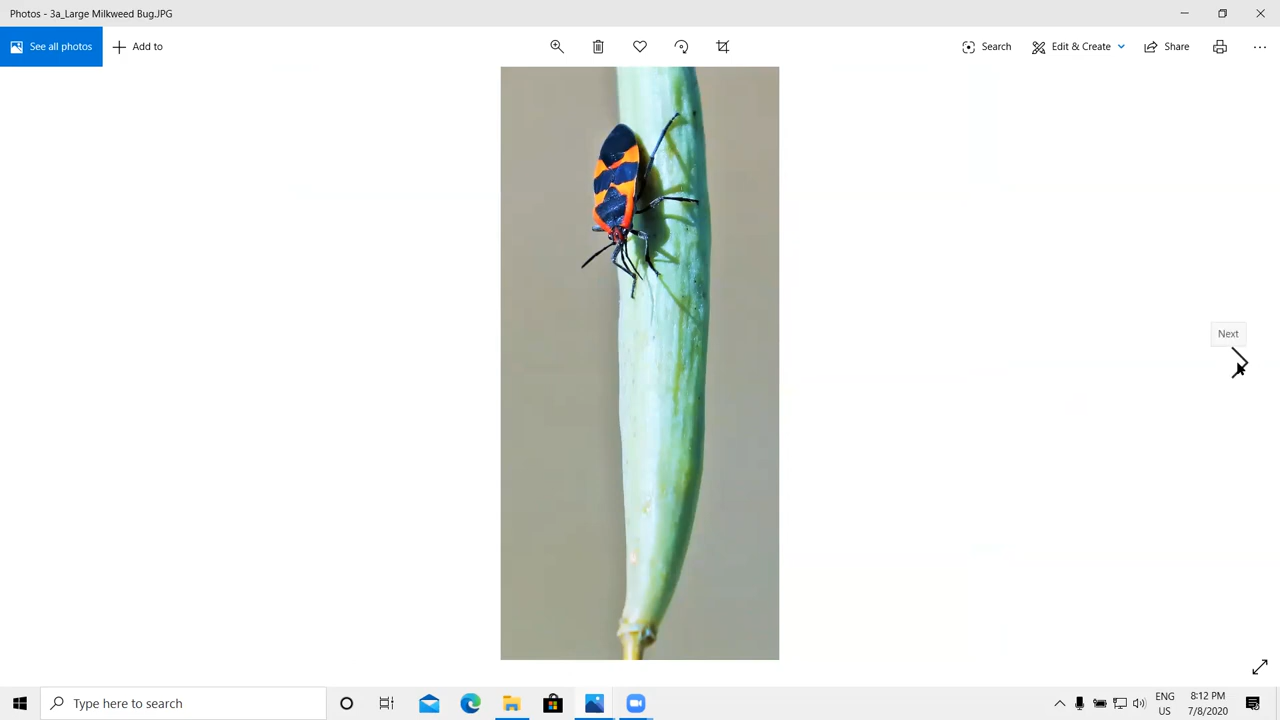 Photos - 3a_Large Milkweed Bug.JPG
See all photos
Add to
Search
Edit & Create
Share
Next
Type here to search
ENG
US
8:12 PM
7/8/2020